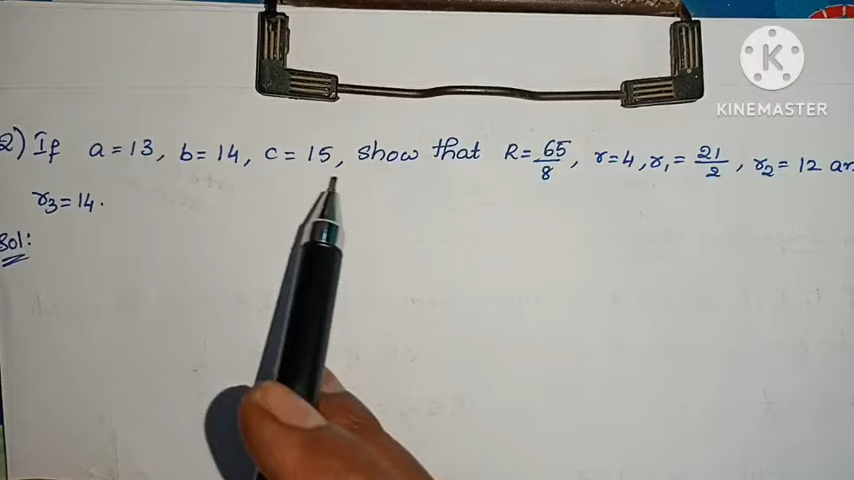 2) If a=13, b=14, c=15, show that R=65/8, r=4, r₁=21/2, r₂=12 an
r₃=14.
Sol:
K
KINEMASTER